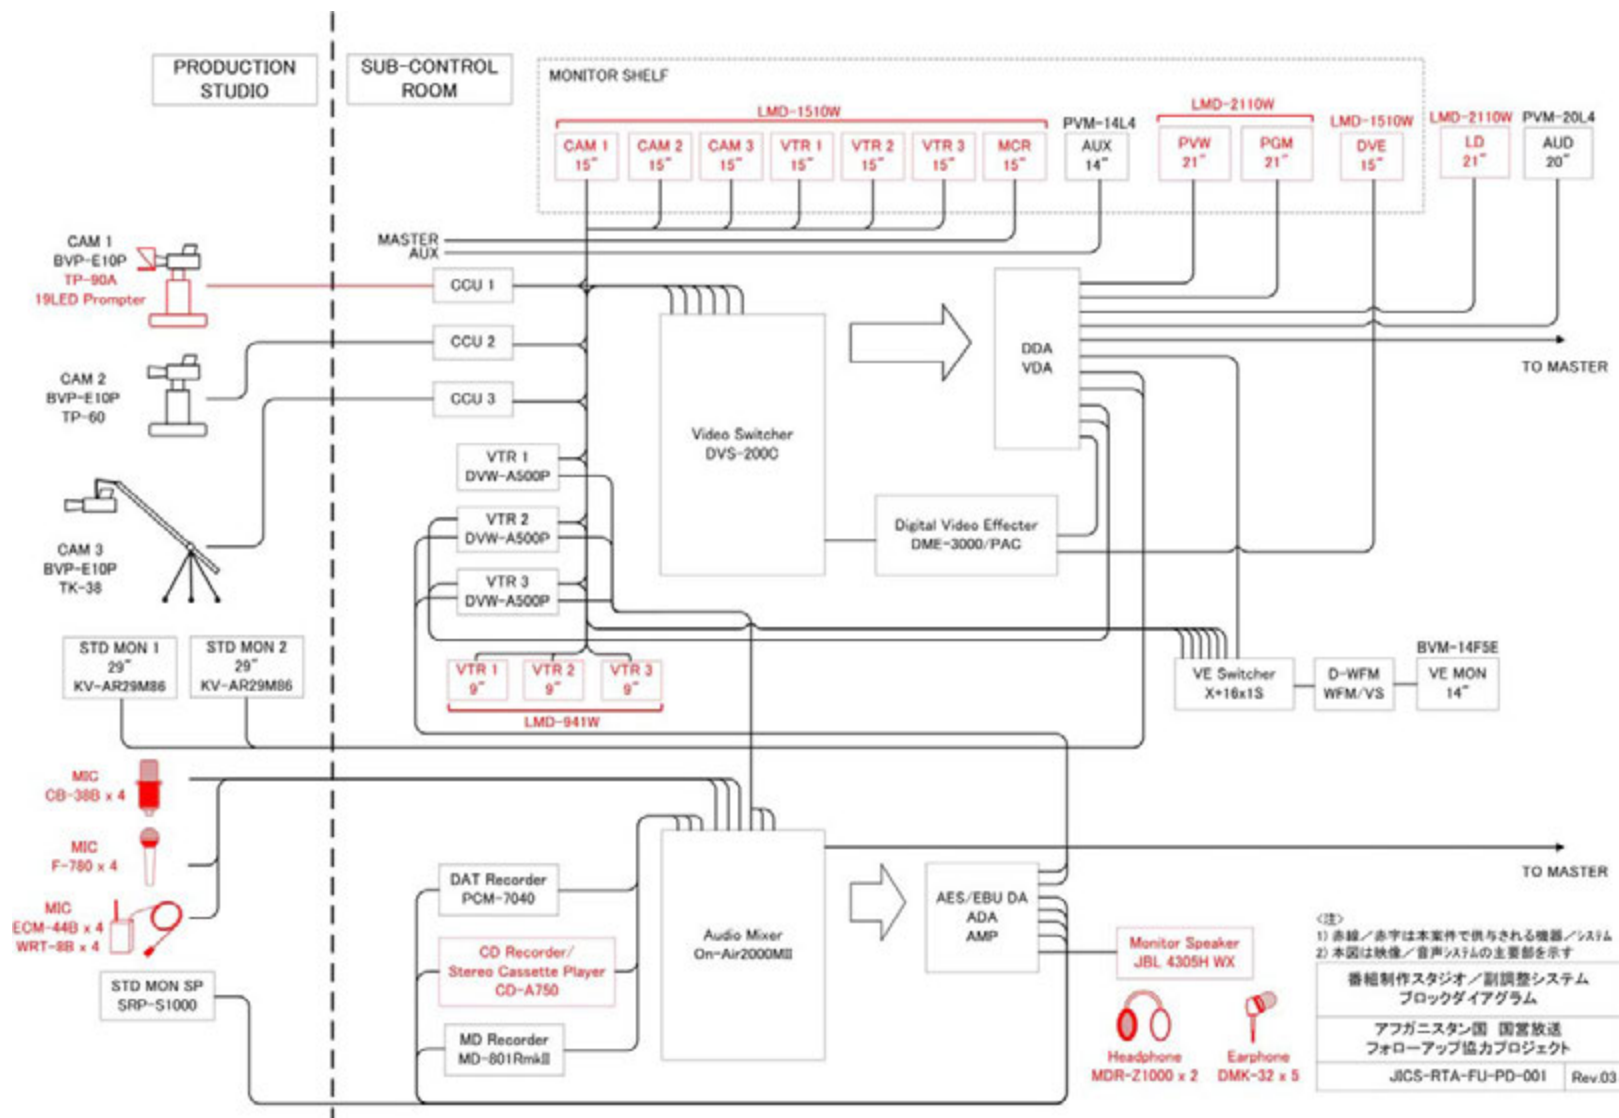 PRODUCTION
STUDIO
SUB-CONTROL
ROOM
MONITOR SHELF
LMD-1510W
CAM 1
15"
CAM 2
15"
CAM 3
15"
VTR 1
15"
VTR 2
15"
VTR 3
15"
MCR
15"
PVM-14L4
AUX
14"
LMD-2110W
PVW
21"
PGM
21"
LMD-1510W
DVE
15"
LMD-2110W
LD
21"
PVM-20L4
AUD
20"
MASTER
AUX
CAM 1
BVP-E10P
TP-90A
19LED Prompter
CCU 1
CAM 2
BVP-E10P
TP-60
CCU 2
CAM 3
BVP-E10P
TK-38
CCU 3
Video Switcher
DVS-200C
DDA
VDA
TO MASTER
VTR 1
DVW-A500P
VTR 2
DVW-A500P
VTR 3
DVW-A500P
Digital Video Effecter
DME-3000/PAC
STD MON 1
29"
KV-AR29M86
STD MON 2
29"
KV-AR29M86
VTR 1
9"
VTR 2
9"
VTR 3
9"
LMD-941W
VE Switcher
X+16x1S
D-WFM
WFM/VS
BVM-14F5E
VE MON
14"
MIC
CB-38B x 4
MIC
F-780 x 4
MIC
ECM-44B x 4
WRT-8B x 4
STD MON SP
SRP-S1000
DAT Recorder
PCM-7040
CD Recorder/
Stereo Cassette Player
CD-A750
MD Recorder
MD-801RmkⅡ
Audio Mixer
On-Air2000MⅡ
AES/EBU DA
ADA
AMP
TO MASTER
Monitor Speaker
JBL 4305H WX
Headphone
MDR-Z1000 x 2
Earphone
DMK-32 x 5
〈注〉
1) 赤線／赤字は本案件で供与される機器／システム
2) 本図は映像／音声システムの主要部を示す
番組制作スタジオ／副調整システム
ブロックダイアグラム
アフガニスタン国 国営放送
フォローアップ協力プロジェクト
JICS-RTA-FU-PD-001
Rev.03